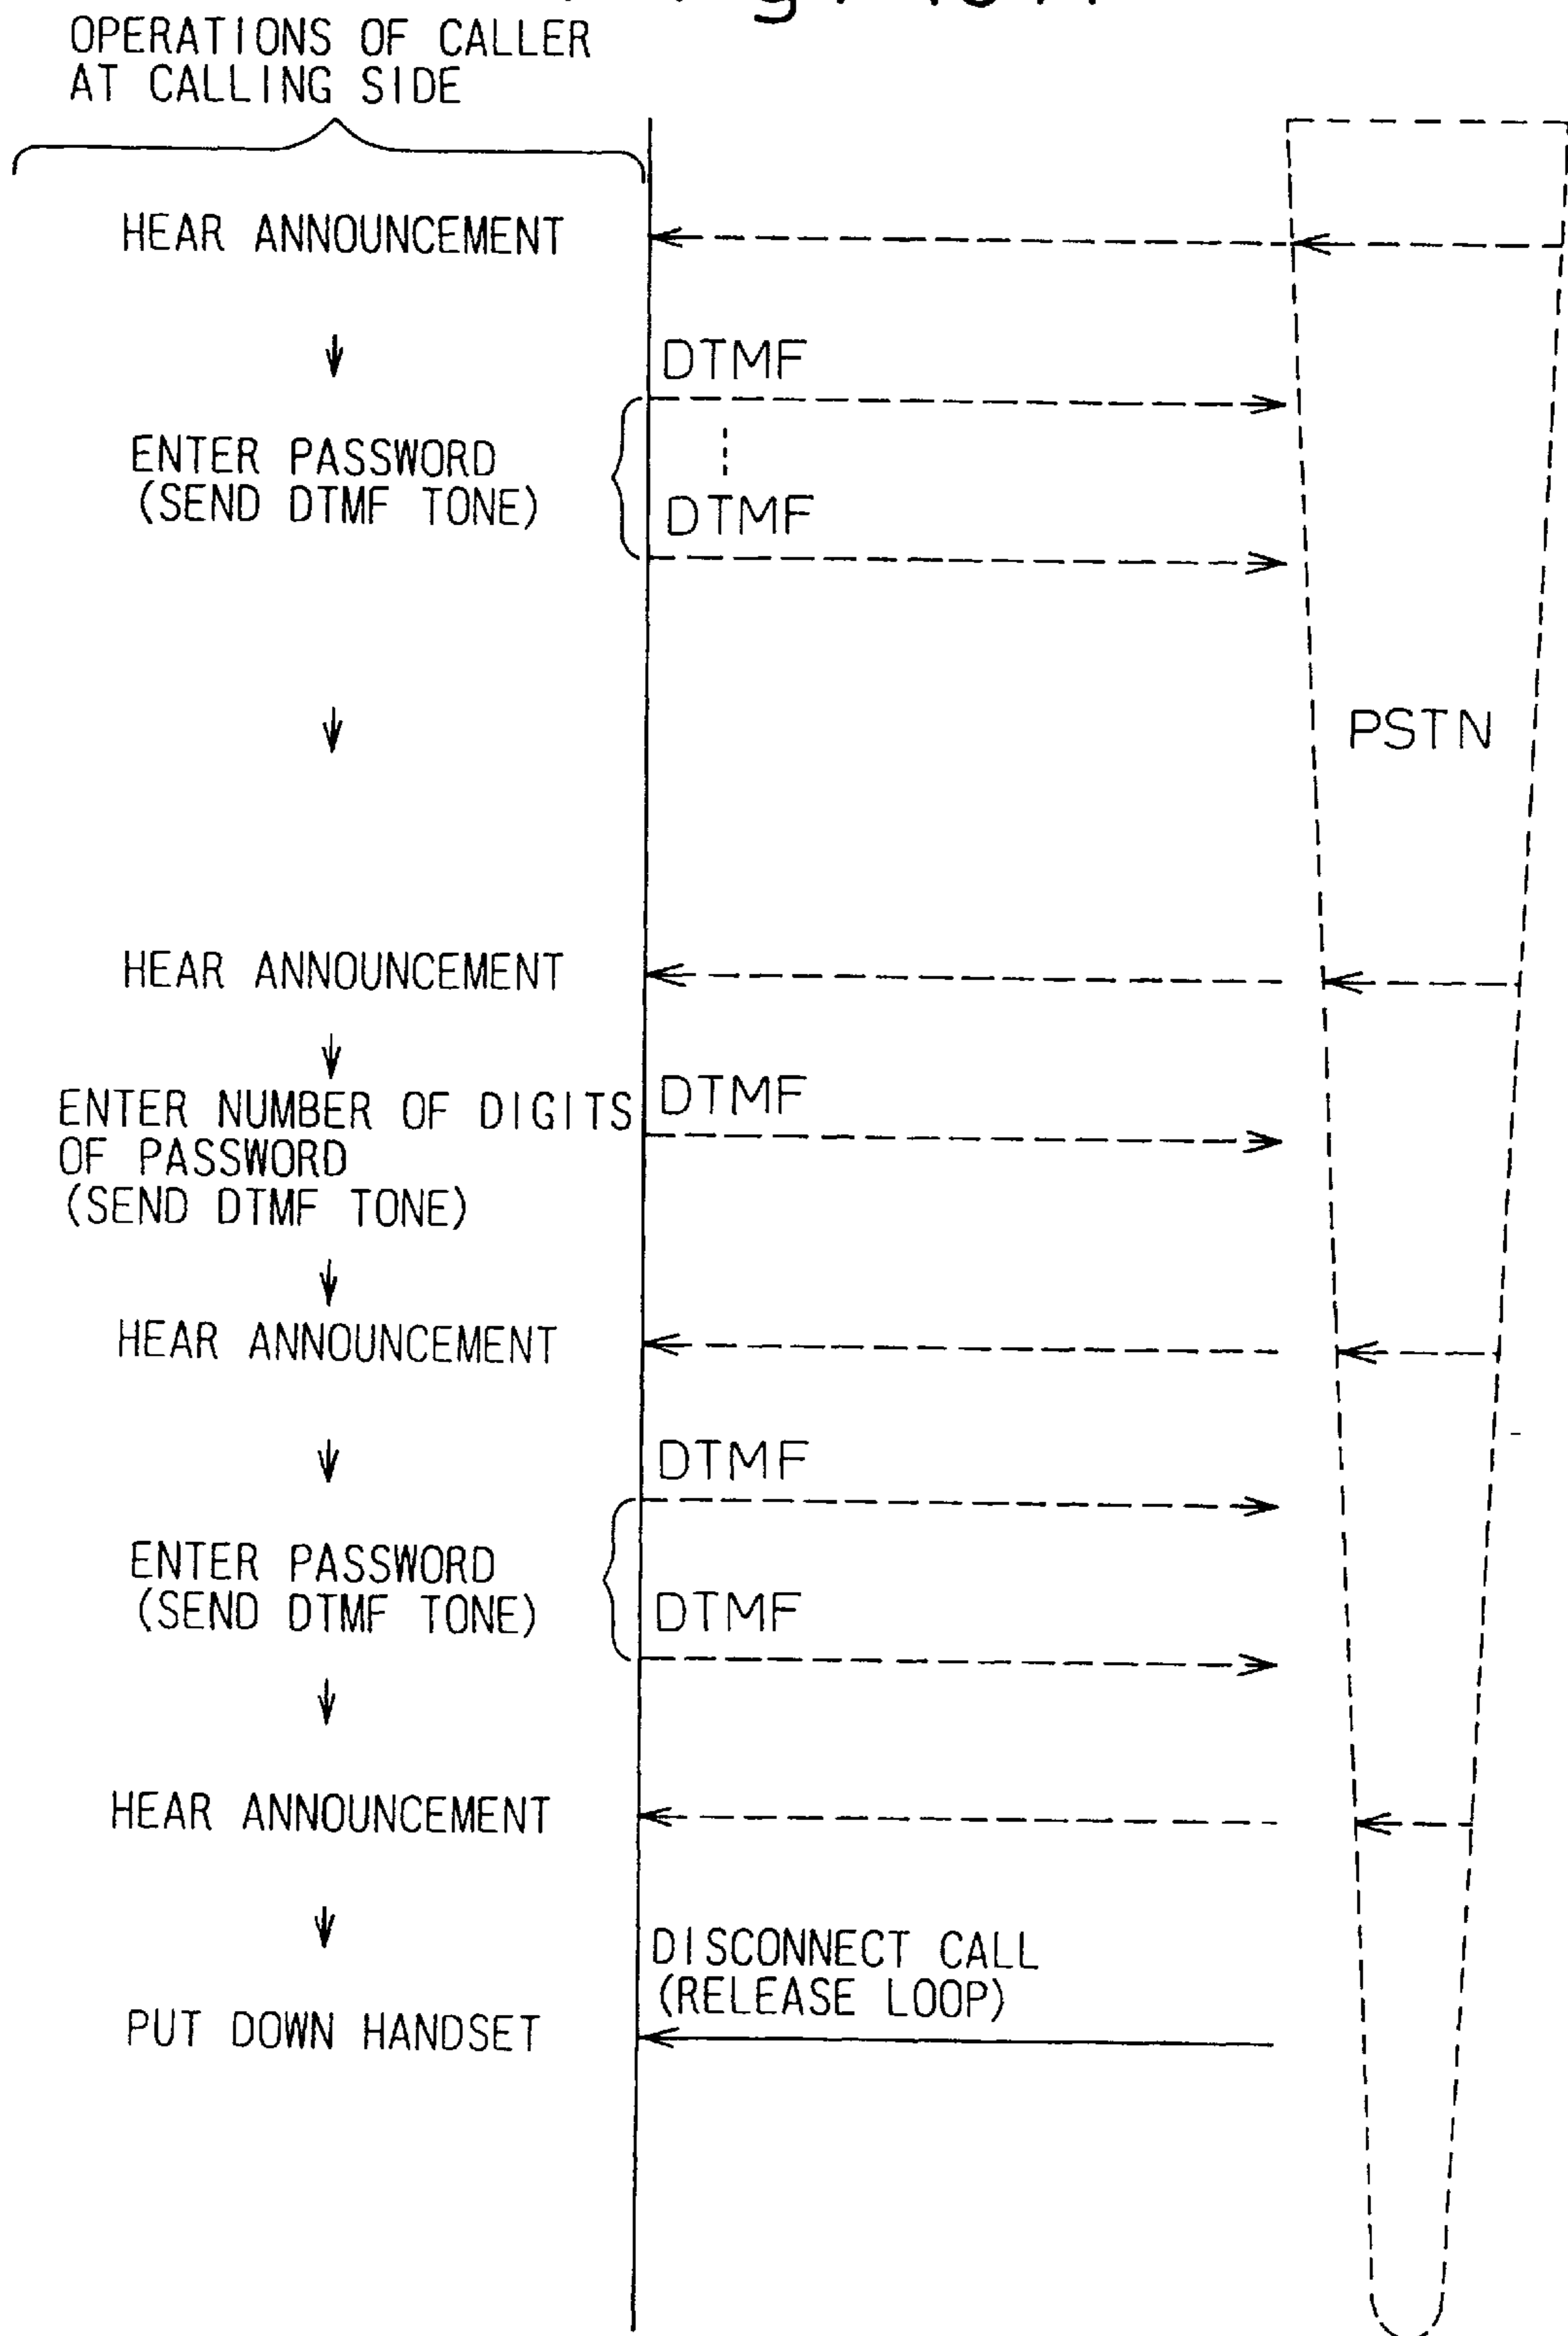 OPERATIONS OF CALLER
AT CALLING SIDE
HEAR ANNOUNCEMENT
DTMF
ENTER PASSWORD
(SEND DTMF TONE)
DTMF
PSTN
HEAR ANNOUNCEMENT
DTMF
ENTER NUMBER OF DIGITS
OF PASSWORD
(SEND DTMF TONE)
HEAR ANNOUNCEMENT
DTMF
ENTER PASSWORD
(SEND DTMF TONE)
DTMF
HEAR ANNOUNCEMENT
DISCONNECT CALL
(RELEASE LOOP)
PUT DOWN HANDSET